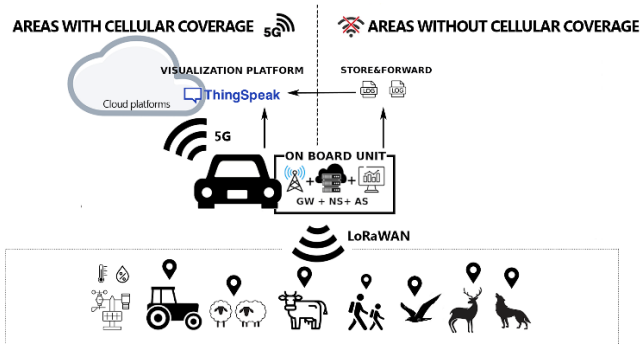 AREAS WITH CELLULAR COVERAGE 5G
AREAS WITHOUT CELLULAR COVERAGE
VISUALIZATION PLATFORM
STORE&FORWARD
ThingSpeak
LOG LOG
Cloud platforms
5G
ON BOARD UNIT
+ +
GW + NS+ AS
LoRaWAN